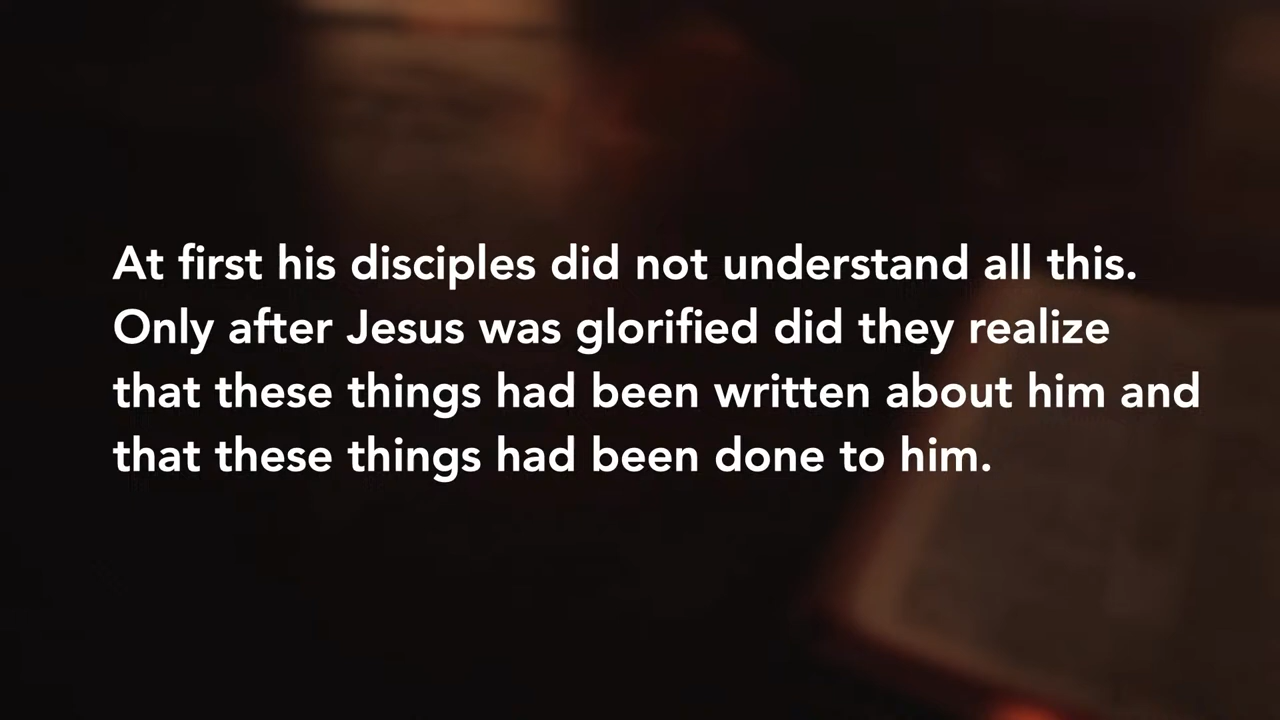 At first his disciples did not understand all this.
Only after Jesus was glorified did they realize
that these things had been written about him and
that these things had been done to him.